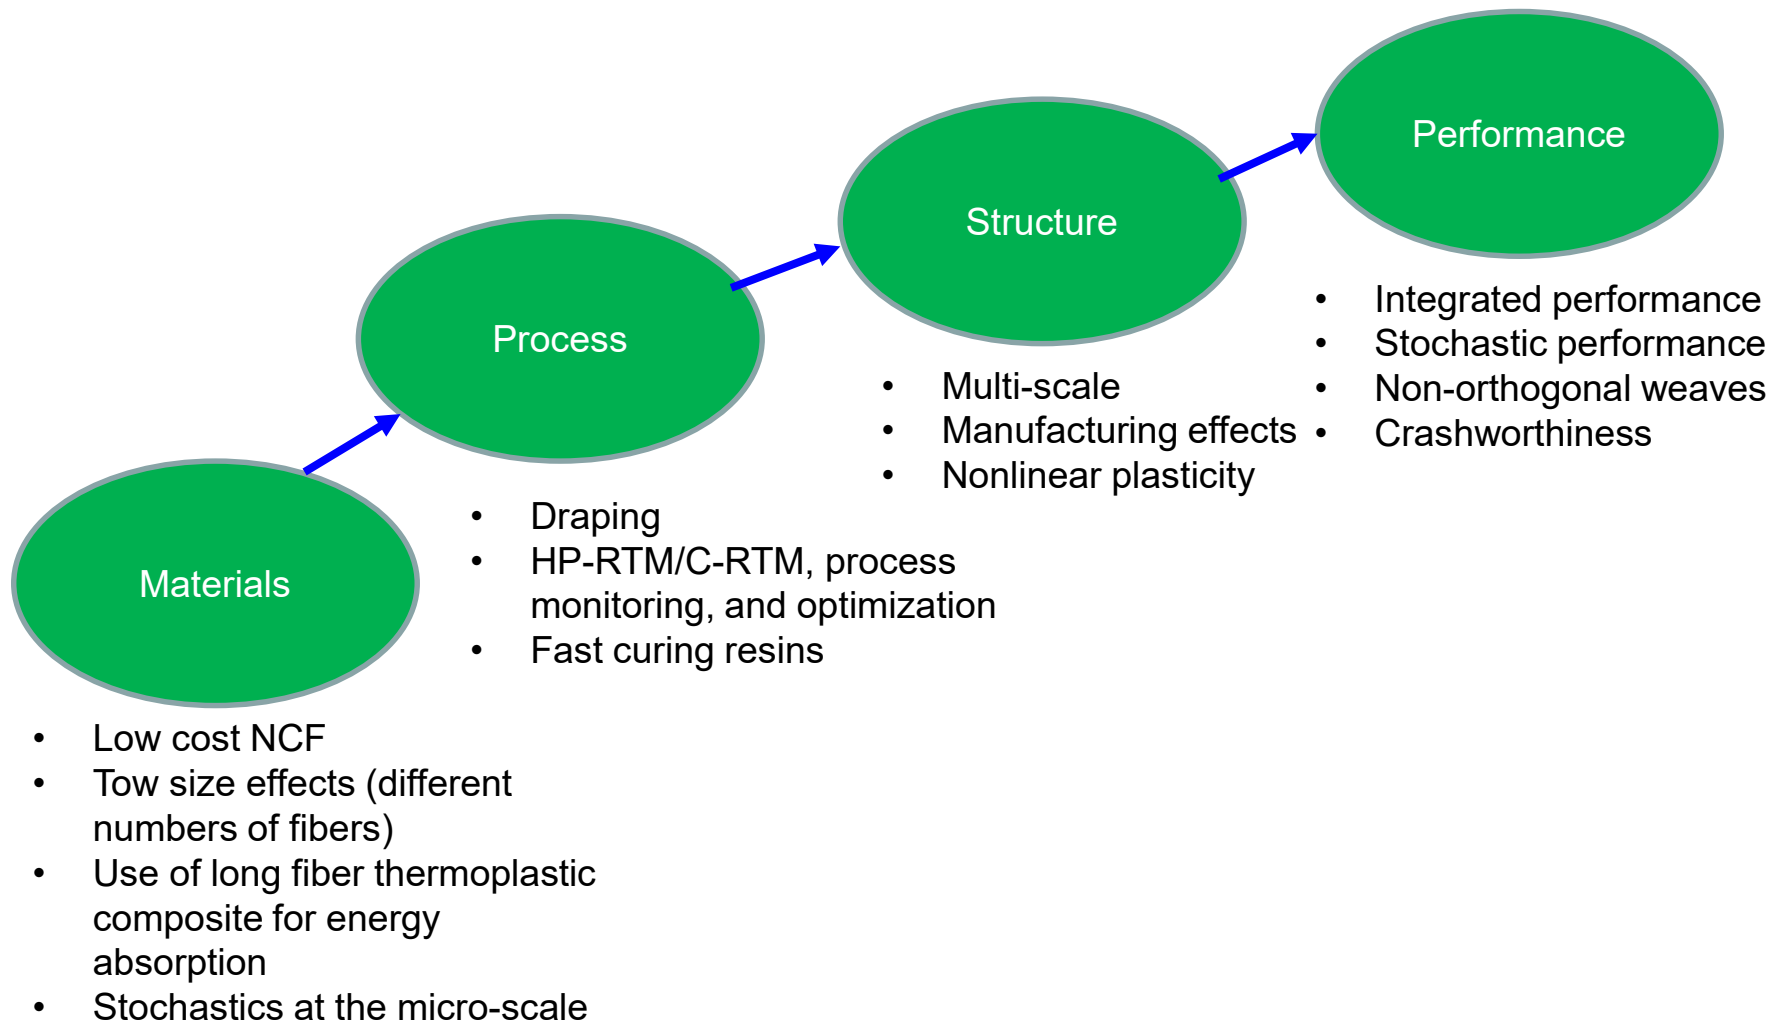 Performance
Structure
Process
Materials
• Integrated performance
• Stochastic performance
• Non-orthogonal weaves
• Crashworthiness
• Multi-scale
• Manufacturing effects
• Nonlinear plasticity
• Draping
• HP-RTM/C-RTM, process
monitoring, and optimization
• Fast curing resins
• Low cost NCF
• Tow size effects (different
numbers of fibers)
• Use of long fiber thermoplastic
composite for energy
absorption
• Stochastics at the micro-scale